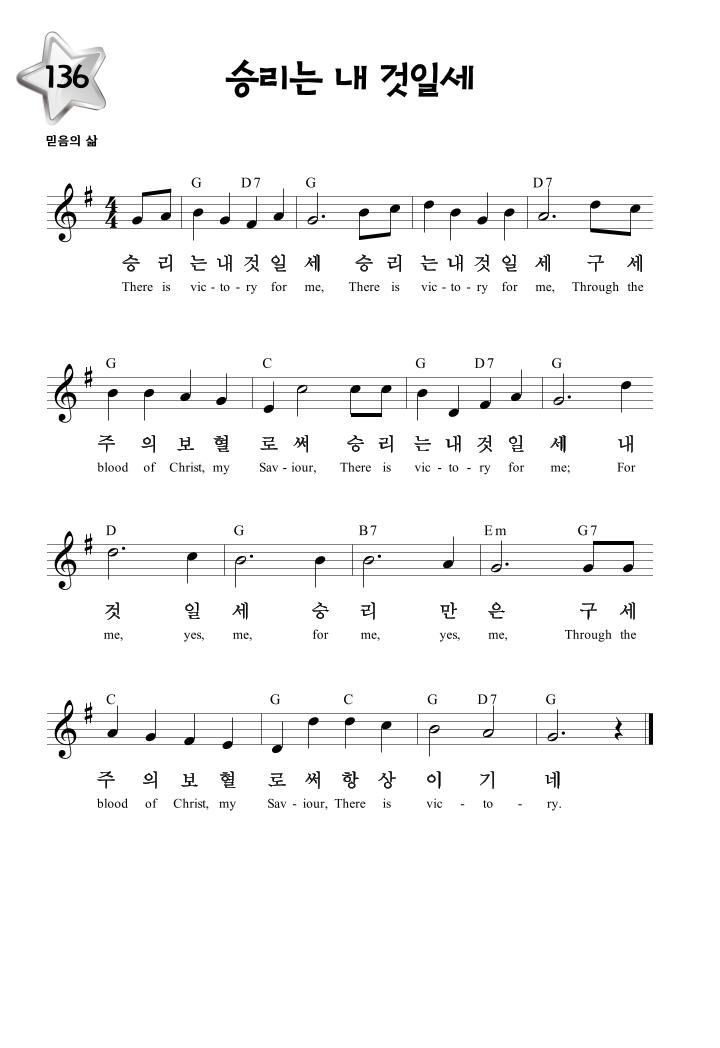 136
승리는 내 것일세
믿음의 삶
G D7 G D7
승 리 는 내 것 일 세 승 리 는 내 것 일 세 구 세
There is vic - to - ry for me, There is vic - to - ry for me, Through the
G C G D7 G
주 의 보 혈 로 써 승 리 는 내 것 일 세 내
blood of Christ, my Sav - iour, There is vic - to - ry for me; For
D G B7 Em G7
것 일 세 승 리 만 은 구 세
me, yes, me, for me, yes, me, Through the
C G C G D7 G
주 의 보 혈 로 써 항 상 이 기 네
blood of Christ, my Sav - iour, There is vic - to - ry.